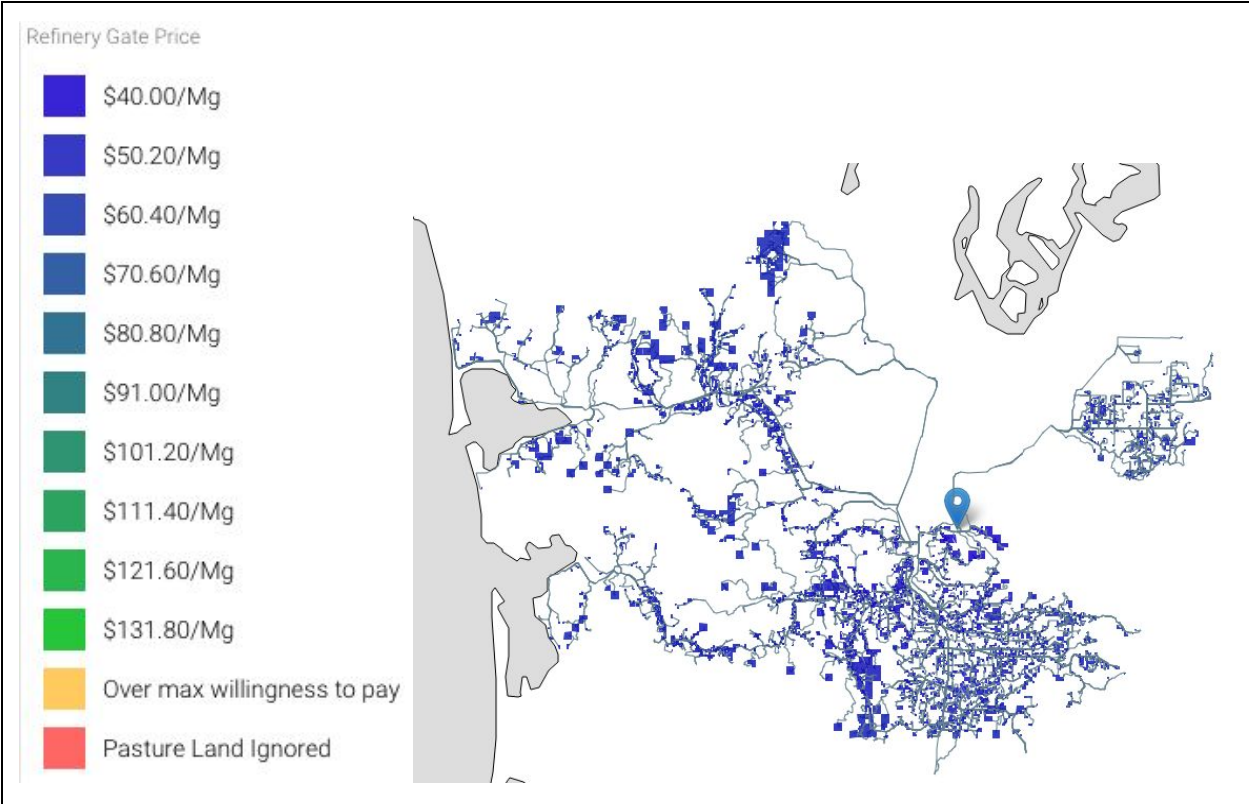 Refinery Gate Price
$40.00/Mg
$50.20/Mg
$60.40/Mg
$70.60/Mg
$80.80/Mg
$91.00/Mg
$101.20/Mg
$111.40/Mg
$121.60/Mg
$131.80/Mg
Over max willingness to pay
Pasture Land Ignored